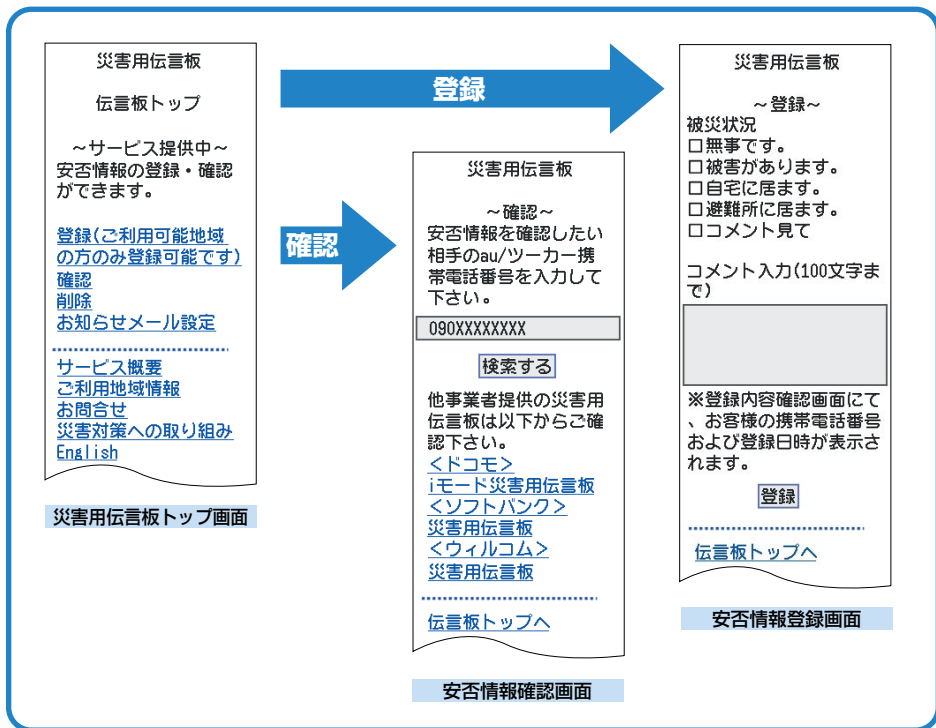 災害用伝言板
伝言板トップ
～サービス提供中～
安否情報の登録・確認
ができます。
登録(ご利用可能地域
の方のみ登録可能です)
確認
削除
お知らせメール設定
サービス概要
ご利用地域情報
お問合せ
災害対策への取り組み
English
災害用伝言板トップ画面
登録
確認
災害用伝言板
～確認～
安否情報を確認したい
相手のau/ツーカー携
帯電話番号を入力して
下さい。
090XXXXXXXX
検索する
他事業者提供の災害用
伝言板は以下からご確
認下さい。
<ドコモ>
iモード災害用伝言板
<ソフトバンク>
災害用伝言板
<ウィルコム>
災害用伝言板
伝言板トップへ
安否情報確認画面
災害用伝言板
～登録～
被災状況
□無事です。
□被害があります。
□自宅に居ます。
□避難所に居ます。
□コメント見て
コメント入力(100文字ま
で)
※登録内容確認画面にて
、お客様の携帯電話番号
および登録日時が表示さ
れます。
登録
伝言板トップへ
安否情報登録画面